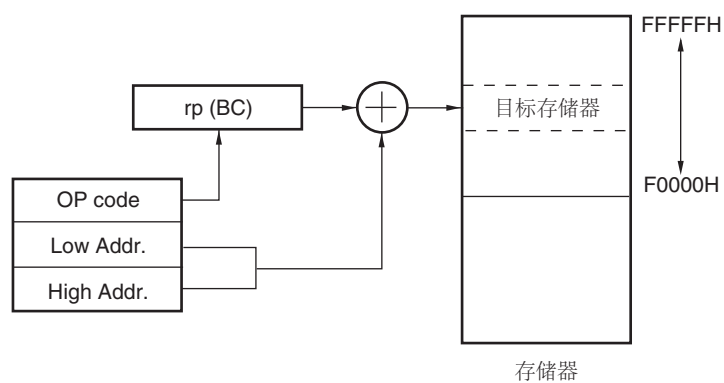 FFFFFH
rp (BC)
目标存储器
OP code
F0000H
Low Addr.
High Addr.
存储器